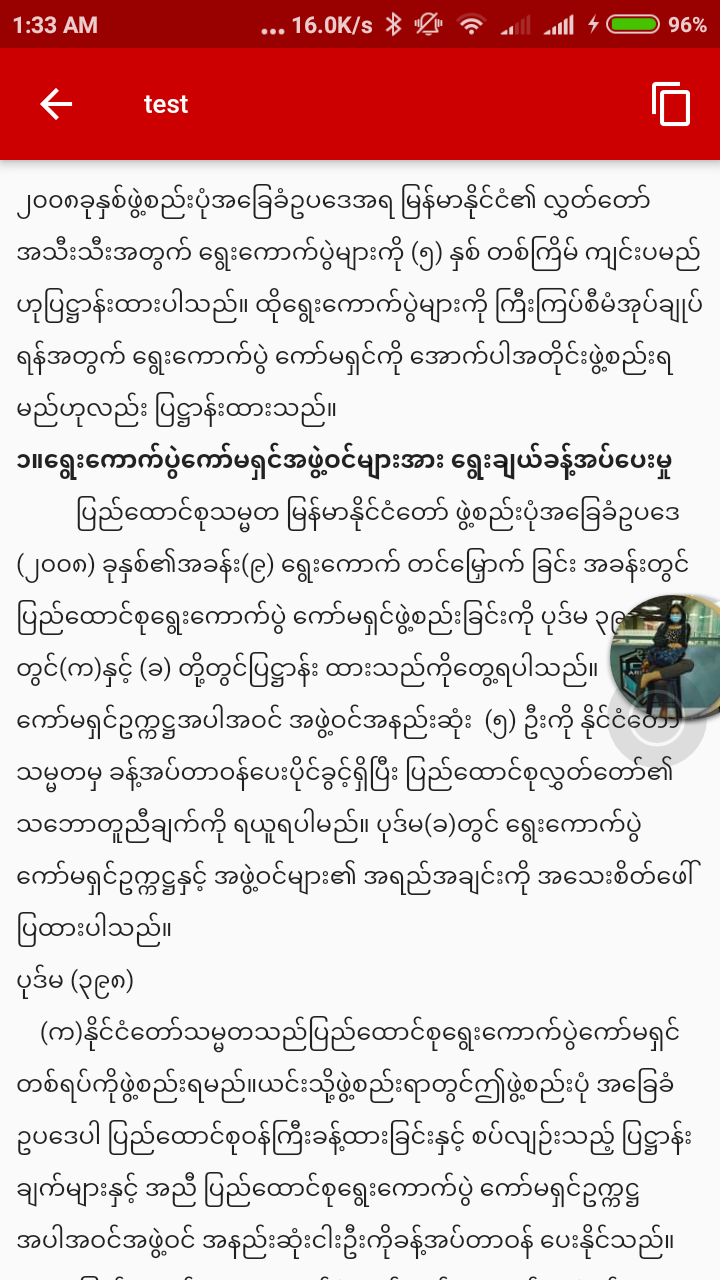 1:33 AM
... 16.0K/s
96%
test
၂၀၀၈ခုနှစ်ဖွဲ့စည်းပုံအခြေခံဥပဒေအရ မြန်မာနိုင်ငံ၏ လွှတ်တော်
အသီးသီးအတွက် ရွေးကောက်ပွဲများကို (၅) နှစ် တစ်ကြိမ် ကျင်းပမည်
ဟုပြဋ္ဌာန်းထားပါသည်။ ထိုရွေးကောက်ပွဲများကို ကြီးကြပ်စီမံအုပ်ချုပ်
ရန်အတွက် ရွေးကောက်ပွဲ ကော်မရှင်ကို အောက်ပါအတိုင်းဖွဲ့စည်းရ
မည်ဟုလည်း ပြဋ္ဌာန်းထားသည်။
၁။ရွေးကောက်ပွဲကော်မရှင်အဖွဲ့ဝင်များအား ရွေးချယ်ခန့်အပ်ပေးမှု
ပြည်ထောင်စုသမ္မတ မြန်မာနိုင်ငံတော် ဖွဲ့စည်းပုံအခြေခံဥပဒေ
(၂၀၀၈) ခုနှစ်၏အခန်း(၉) ရွေးကောက် တင်မြှောက် ခြင်း အခန်းတွင်
ပြည်ထောင်စုရွေးကောက်ပွဲ ကော်မရှင်ဖွဲ့စည်းခြင်းကို ပုဒ်မ
တွင်(က)နှင့် (ခ) တို့တွင်ပြဋ္ဌာန်း ထားသည်ကိုတွေ့ရပါသည်။
ကော်မရှင်ဥက္ကဋ္ဌအပါအဝင် အဖွဲ့ဝင်အနည်းဆုံး (၅) ဦးကို နိုင်ငံတော်
သမ္မတမှ ခန့်အပ်တာဝန်ပေးပိုင်ခွင့်ရှိပြီး ပြည်ထောင်စုလွှတ်တော်၏
သဘောတူညီချက်ကို ရယူရပါမည်။ ပုဒ်မ(ခ)တွင် ရွေးကောက်ပွဲ
ကော်မရှင်ဥက္ကဋ္ဌနှင့် အဖွဲ့ဝင်များ၏ အရည်အချင်းကို အသေးစိတ်ဖေါ်
ပြထားပါသည်။
ပုဒ်မ (၃၉၈)
(က)နိုင်ငံတော်သမ္မတသည်ပြည်ထောင်စုရွေးကောက်ပွဲကော်မရှင်
တစ်ရပ်ကိုဖွဲ့စည်းရမည်။ယင်းသို့ဖွဲ့စည်းရာတွင်ဤဖွဲ့စည်းပုံ အခြေခံ
ဥပဒေပါ ပြည်ထောင်စုဝန်ကြီးခန့်ထားခြင်းနှင့် စပ်လျဉ်းသည့် ပြဋ္ဌာန်း
ချက်များနှင့် အညီ ပြည်ထောင်စုရွေးကောက်ပွဲ ကော်မရှင်ဥက္ကဋ္ဌ
အပါအဝင်အဖွဲ့ဝင် အနည်းဆုံးငါးဦးကိုခန့်အပ်တာဝန် ပေးနိုင်သည်။